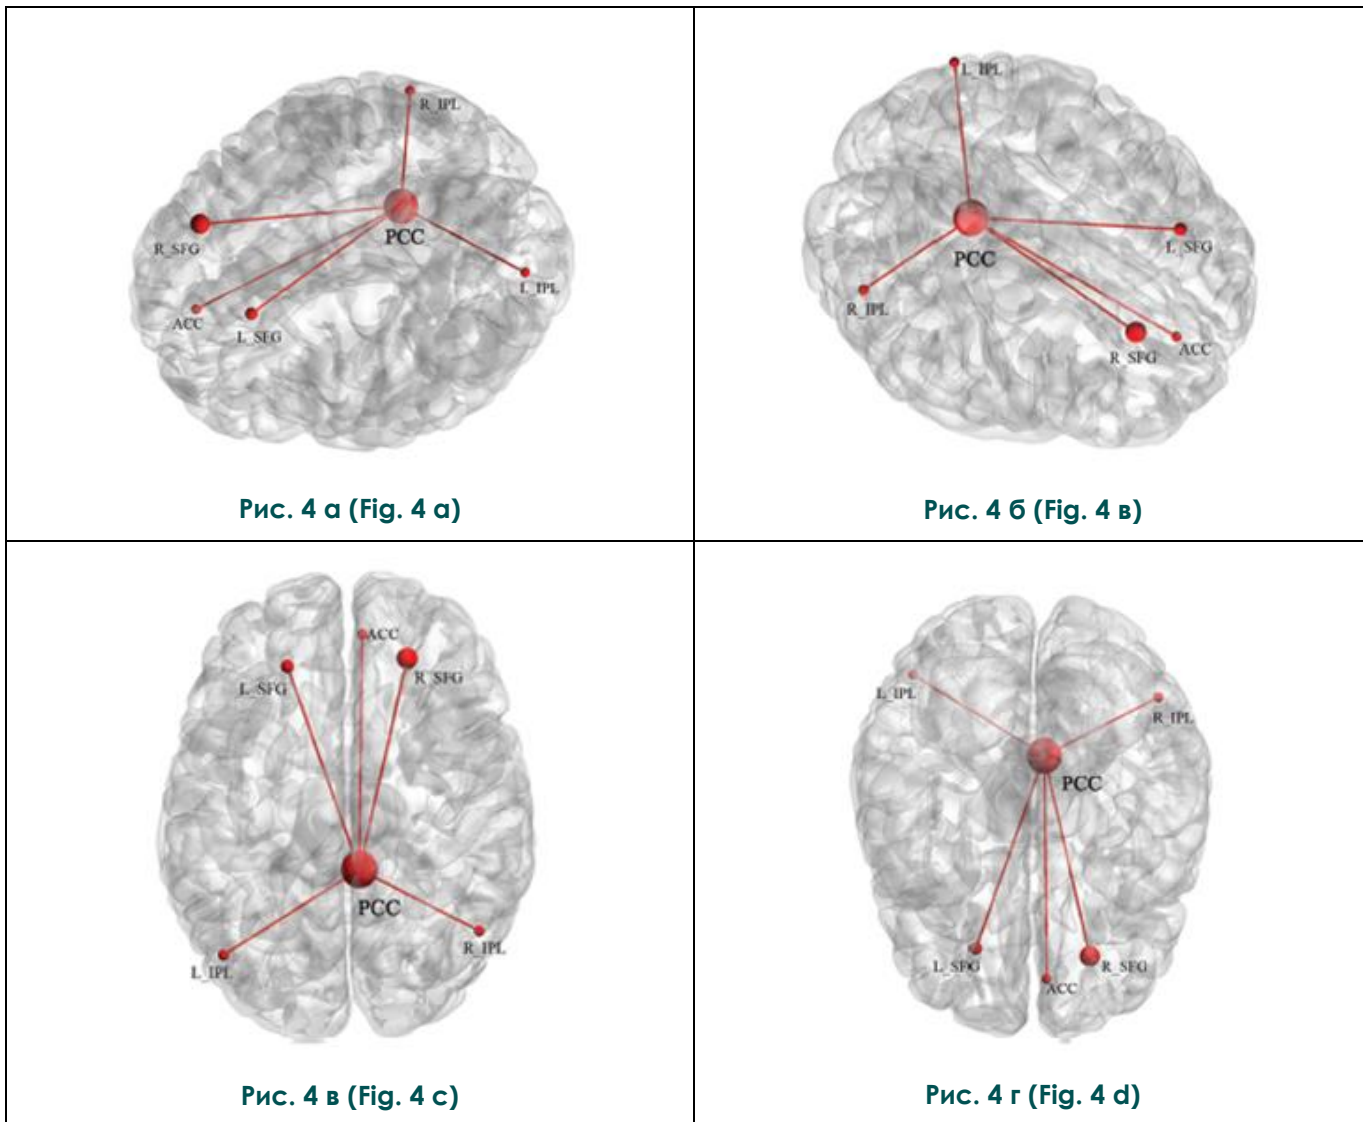 R_IPL
PCC
R_SFG
L_IPL
ACC
L_SFG
Рис. 4 а (Fig. 4 a)
L_IPL
L_SFG
PCC
R_IPL
ACC
R_SFG
Рис. 4 б (Fig. 4 в)
ACC
R_SFG
L_SFG
PCC
R_IPL
L_IPL
Рис. 4 в (Fig. 4 c)
L_IPL
R_IPL
PCC
L_SFG
R_SFG
ACC
Рис. 4 г (Fig. 4 d)